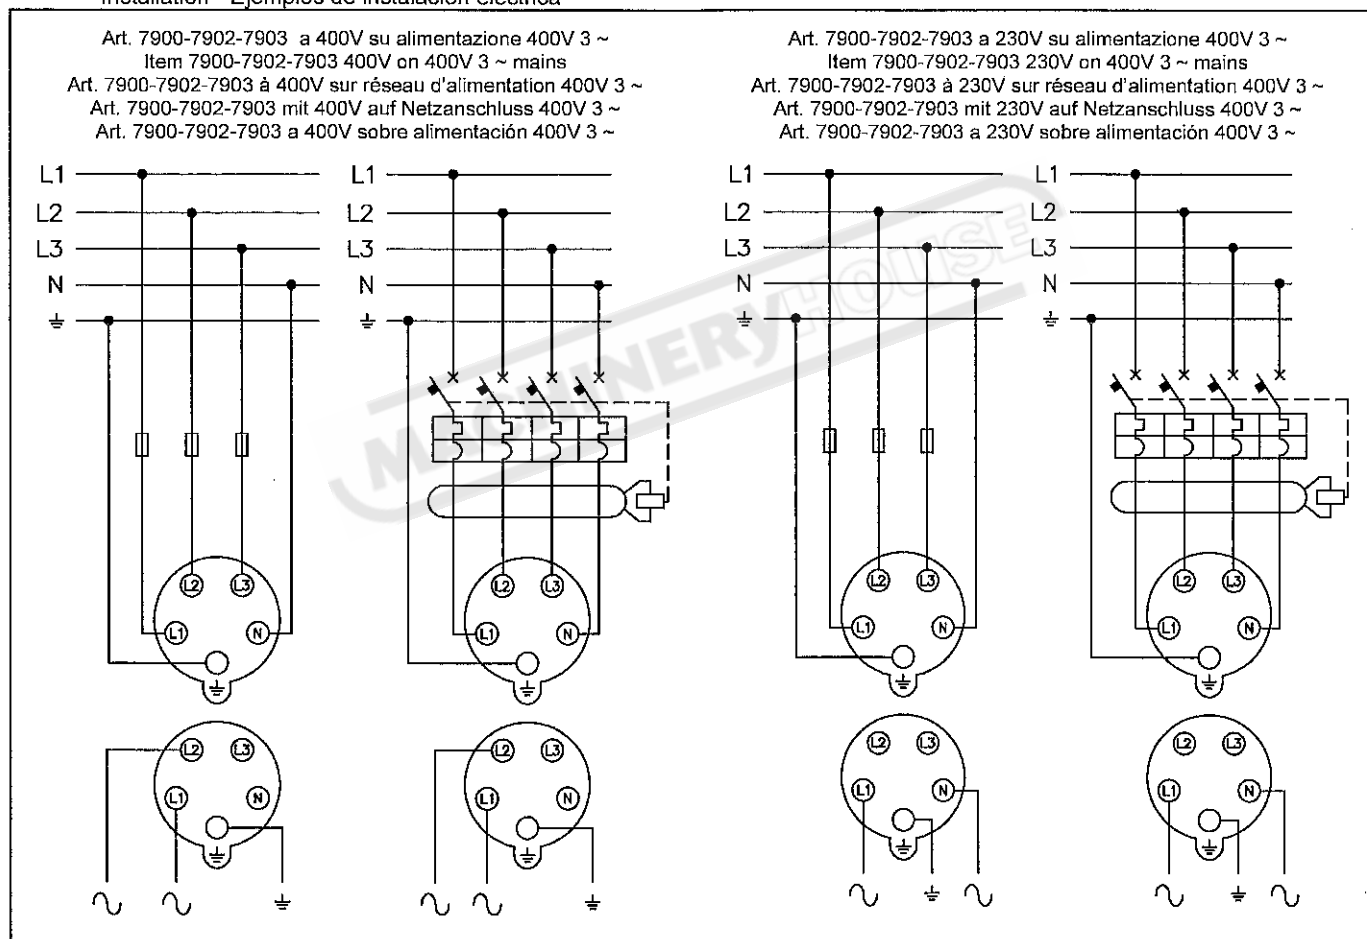 Installation - Ejemplos de instalación eléctrica
Art. 7900-7902-7903 a 400V su alimentazione 400V 3 ~
Item 7900-7902-7903 400V on 400V 3 ~ mains
Art. 7900-7902-7903 à 400V sur réseau d'alimentation 400V 3 ~
Art. 7900-7902-7903 mit 400V auf Netzanschluss 400V 3 ~
Art. 7900-7902-7903 a 400V sobre alimentación 400V 3 ~
Art. 7900-7902-7903 a 230V su alimentazione 400V 3 ~
Item 7900-7902-7903 230V on 400V 3 ~ mains
Art. 7900-7902-7903 à 230V sur réseau d'alimentation 400V 3 ~
Art. 7900-7902-7903 mit 230V auf Netzanschluss 400V 3 ~
Art. 7900-7902-7903 a 230V sobre alimentación 400V 3 ~
L1 L1 L1 L1
L2 L2 L2 L2
L3 L3 L3 L3
N N N N
MACHINERYHOUSE
L2 L3 L2 L3 L2 L3 L2 L3
L1 N L1 N L1 N L1 N
L2 L3 L2 L3 L2 L3 L2 L3
L1 N L1 N L1 N L1 N